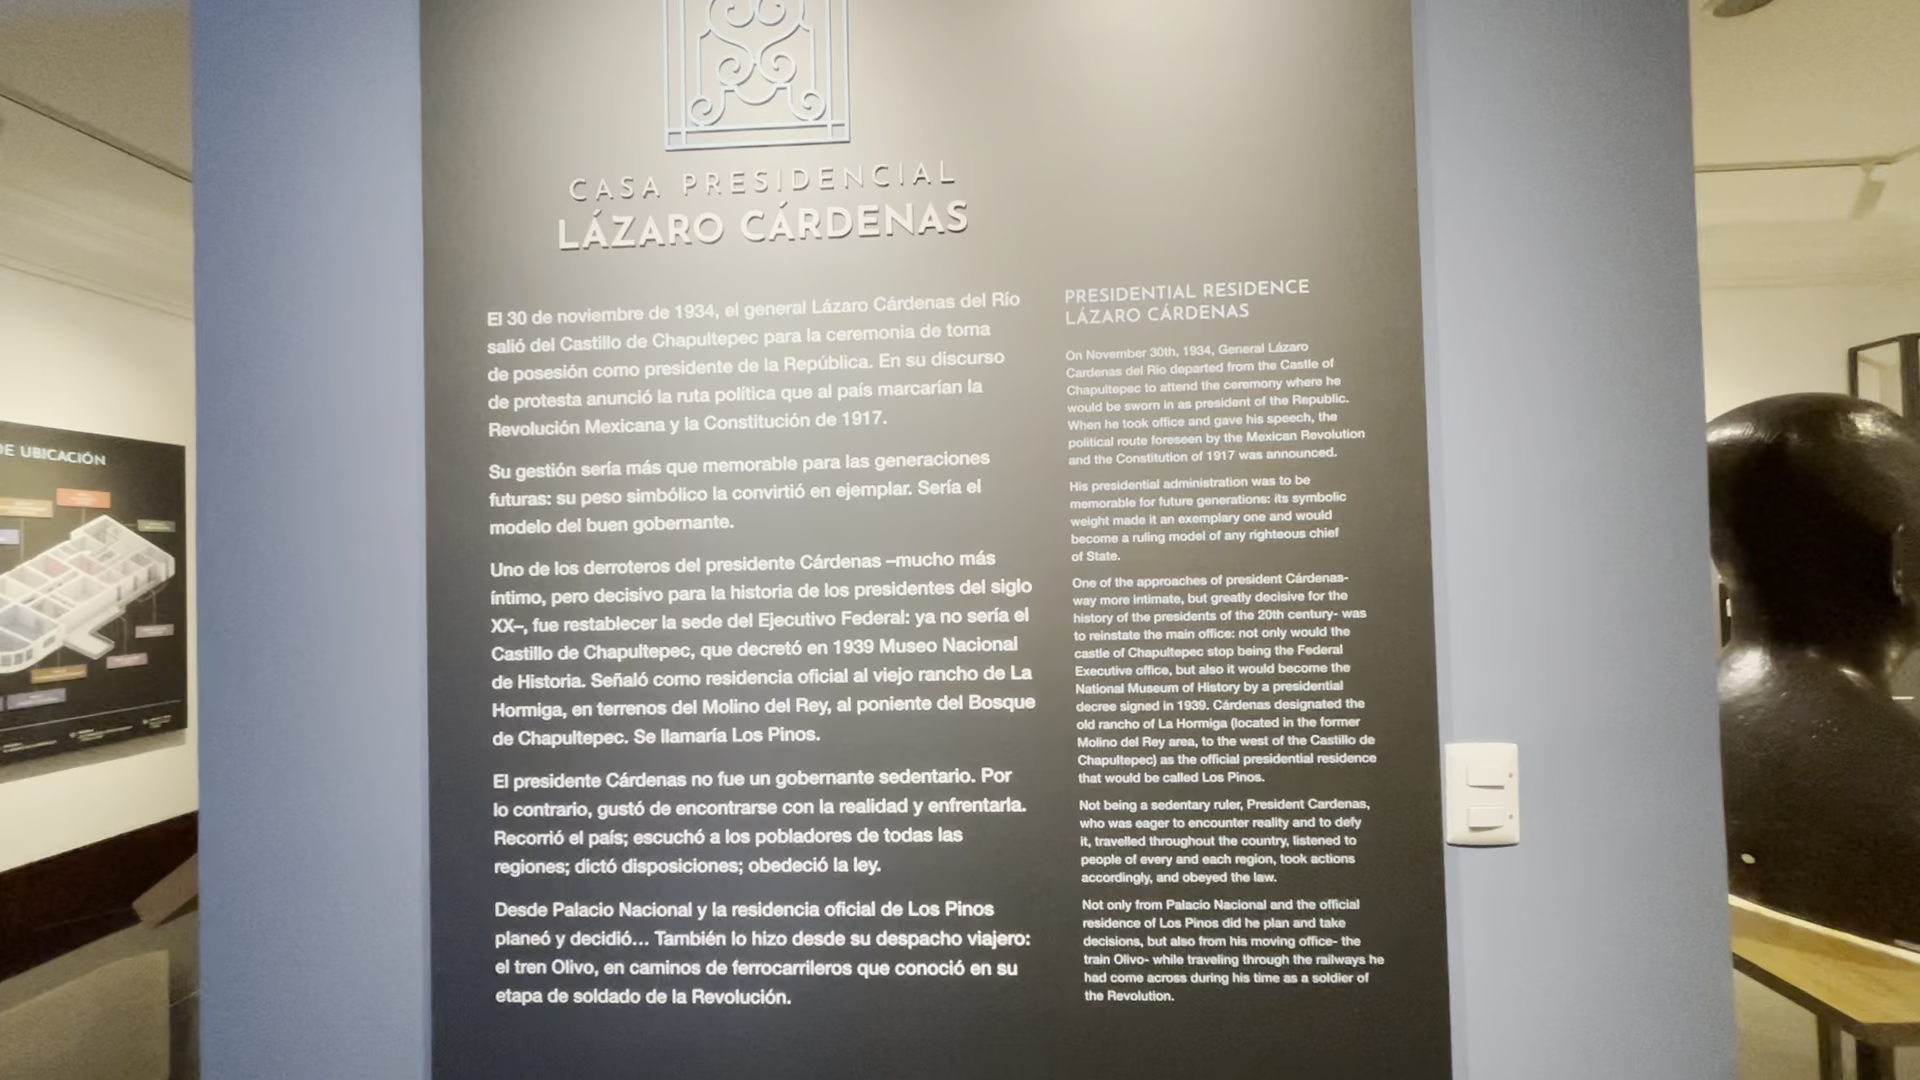 CASA PRESIDENCIAL
LÁZARO CÁRDENAS
El 30 de noviembre de 1934, el general Lázaro Cárdenas del Río
salió del Castillo de Chapultepec para la ceremonia de toma
de posesión como presidente de la República. En su discurso
de protesta anunció la ruta política que al país marcarían la
Revolución Mexicana y la Constitución de 1917.
Su gestión sería más que memorable para las generaciones
futuras: su peso simbólico la convirtió en ejemplar. Sería el
modelo del buen gobernante.
Uno de los derroteros del presidente Cárdenas –mucho más
íntimo, pero decisivo para la historia de los presidentes del siglo
XX–, fue restablecer la sede del Ejecutivo Federal: ya no sería el
Castillo de Chapultepec, que decretó en 1939 Museo Nacional
de Historia. Señaló como residencia oficial al viejo rancho de La
Hormiga, en terrenos del Molino del Rey, al poniente del Bosque
de Chapultepec. Se llamaría Los Pinos.
El presidente Cárdenas no fue un gobernante sedentario. Por
lo contrario, gustó de encontrarse con la realidad y enfrentarla.
Recorrió el país; escuchó a los pobladores de todas las
regiones; dictó disposiciones; obedeció la ley.
Desde Palacio Nacional y la residencia oficial de Los Pinos
planeó y decidió... También lo hizo desde su despacho viajero:
el tren Olivo, en caminos de ferrocarrileros que conoció en su
etapa de soldado de la Revolución.
PRESIDENTIAL RESIDENCE
LÁZARO CÁRDENAS
On November 30th, 1934, General Lázaro
Cardenas del Río departed from the Castle of
Chapultepec to attend the ceremony where he
would be sworn in as president of the Republic.
When he took office and gave his speech, the
political route foreseen by the Mexican Revolution
and the Constitution of 1917 was announced.
His presidential administration was to be
memorable for future generations: its symbolic
weight made it an exemplary one and would
become a ruling model of any righteous chief
of State.
One of the approaches of president Cárdenas-
way more intimate, but greatly decisive for the
history of the presidents of the 20th century- was
to reinstate the main office: not only would the
castle of Chapultepec stop being the Federal
Executive office, but also it would become the
National Museum of History by a presidential
decree signed in 1939. Cárdenas designated the
old rancho of La Hormiga (located in the former
Molino del Rey area, to the west of the Castillo de
Chapultepec) as the official presidential residence
that would be called Los Pinos.
Not being a sedentary ruler, President Cardenas,
who was eager to encounter reality and to defy
it, travelled throughout the country, listened to
people of every and each region, took actions
accordingly, and obeyed the law.
Not only from Palacio Nacional and the official
residence of Los Pinos did he plan and take
decisions, but also from his moving office- the
train Olivo- while traveling through the railways he
had come across during his time as a soldier of
the Revolution.
DE UBICACIÓN